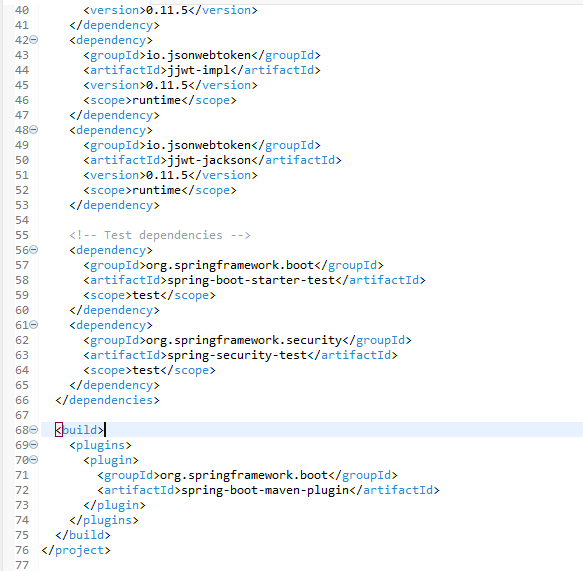 40 <version>0.11.5</version>
41 </dependency>
42 <dependency>
43 <groupId>io.jsonwebtoken</groupId>
44 <artifactId>jjwt-impl</artifactId>
45 <version>0.11.5</version>
46 <scope>runtime</scope>
47 </dependency>
48 <dependency>
49 <groupId>io.jsonwebtoken</groupId>
50 <artifactId>jjwt-jackson</artifactId>
51 <version>0.11.5</version>
52 <scope>runtime</scope>
53 </dependency>
54
55 <!-- Test dependencies -->
56 <dependency>
57 <groupId>org.springframework.boot</groupId>
58 <artifactId>spring-boot-starter-test</artifactId>
59 <scope>test</scope>
60 </dependency>
61 <dependency>
62 <groupId>org.springframework.security</groupId>
63 <artifactId>spring-security-test</artifactId>
64 <scope>test</scope>
65 </dependency>
66 </dependencies>
67
68 <build>
69 <plugins>
70 <plugin>
71 <groupId>org.springframework.boot</groupId>
72 <artifactId>spring-boot-maven-plugin</artifactId>
73 </plugin>
74 </plugins>
75 </build>
76 </project>
77